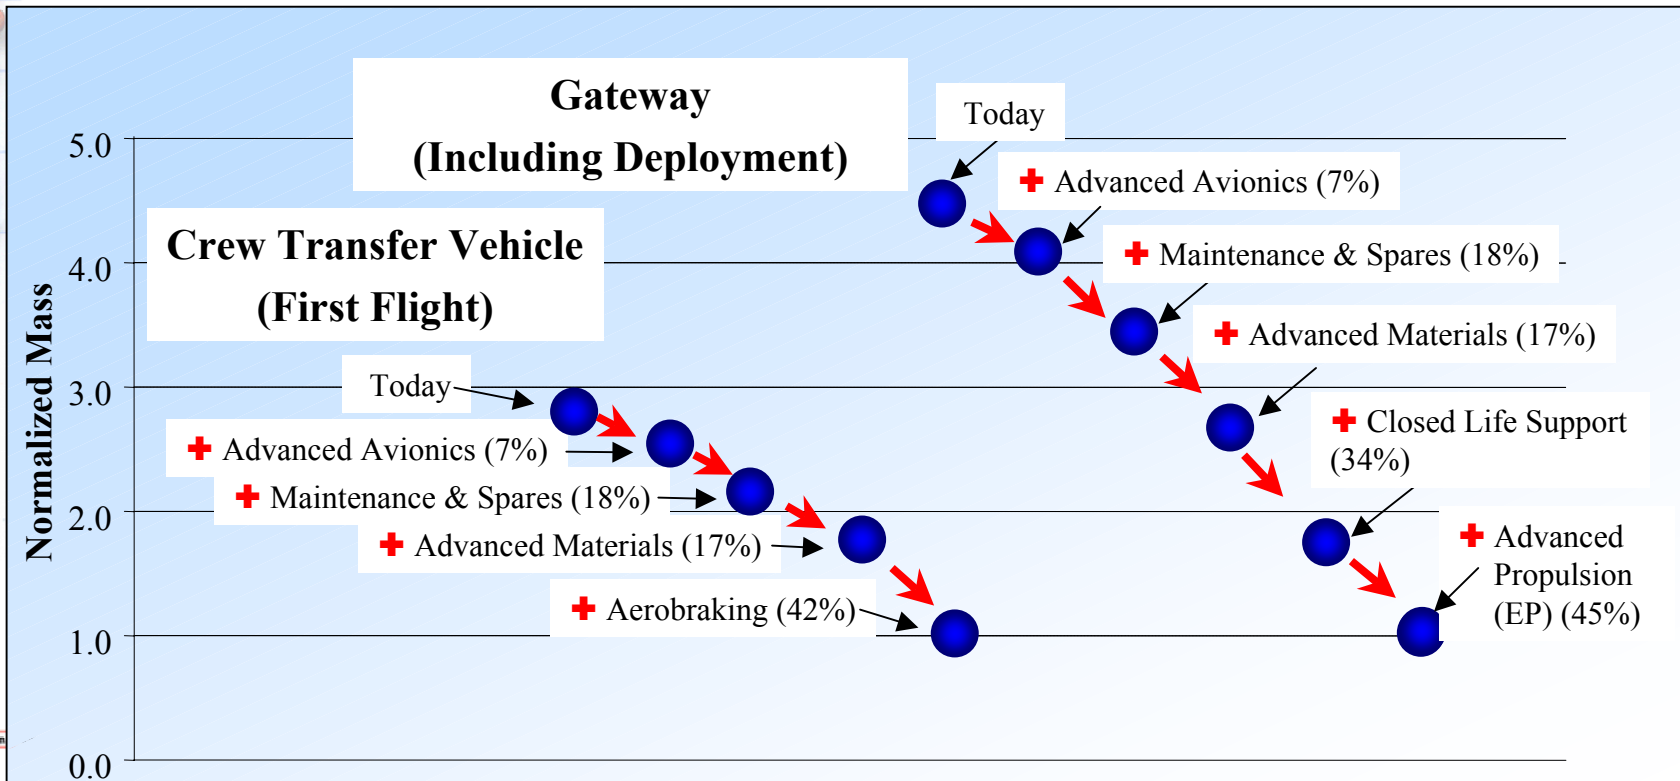 Gateway
(Including Deployment)
Crew Transfer Vehicle
(First Flight)
Normalized Mass
5.0
4.0
3.0
2.0
1.0
0.0
Today
✚ Advanced Avionics (7%)
✚ Maintenance & Spares (18%)
✚ Advanced Materials (17%)
✚ Aerobraking (42%)
Today
✚ Advanced Avionics (7%)
✚ Maintenance & Spares (18%)
✚ Advanced Materials (17%)
✚ Closed Life Support
(34%)
✚ Advanced
Propulsion
(EP) (45%)